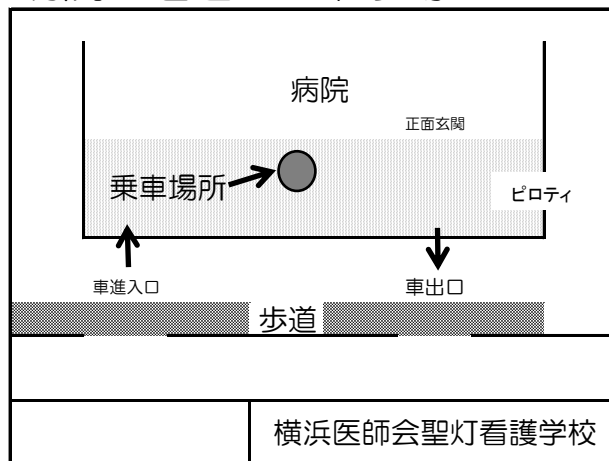 病院
正面玄関
乗車場所
ピロティ
車進入口
車出口
歩道
横浜医師会聖灯看護学校